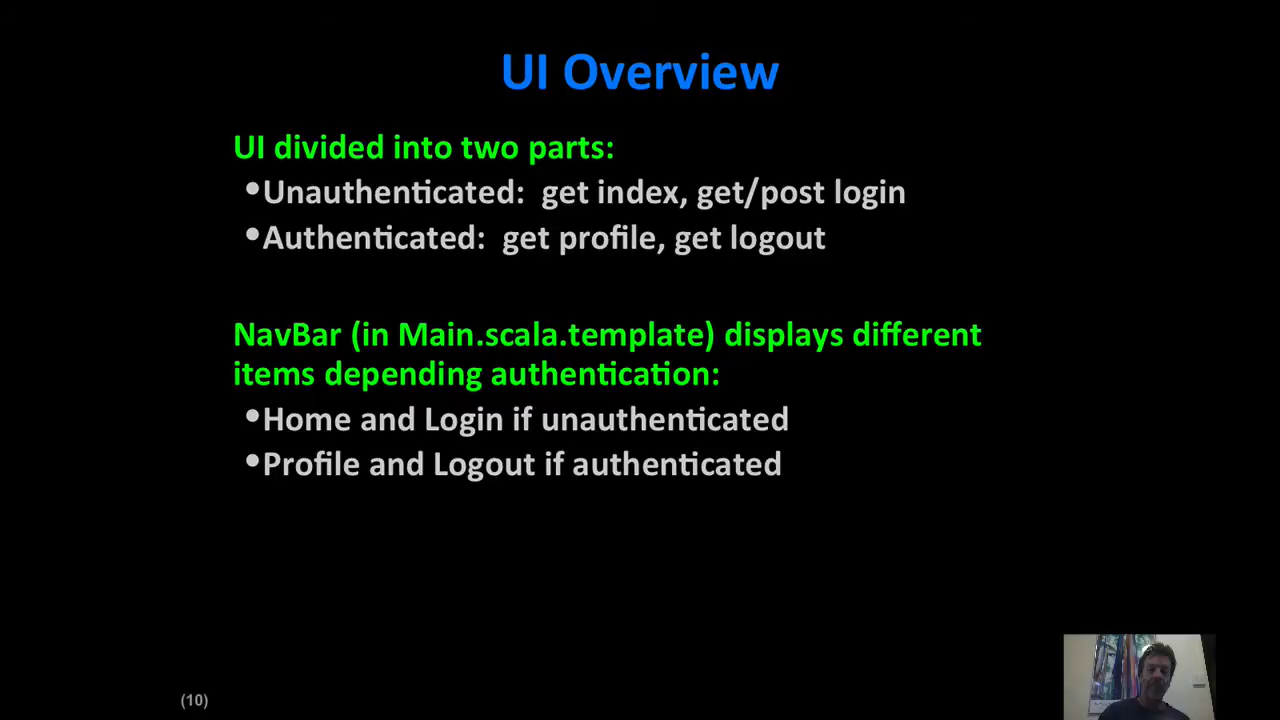 UI Overview
UI divided into two parts:
•Unauthenticated:  get index, get/post login
•Authenticated:  get profile, get logout
NavBar (in Main.scala.template) displays different
items depending authentication:
•Home and Login if unauthenticated
•Profile and Logout if authenticated
(10)